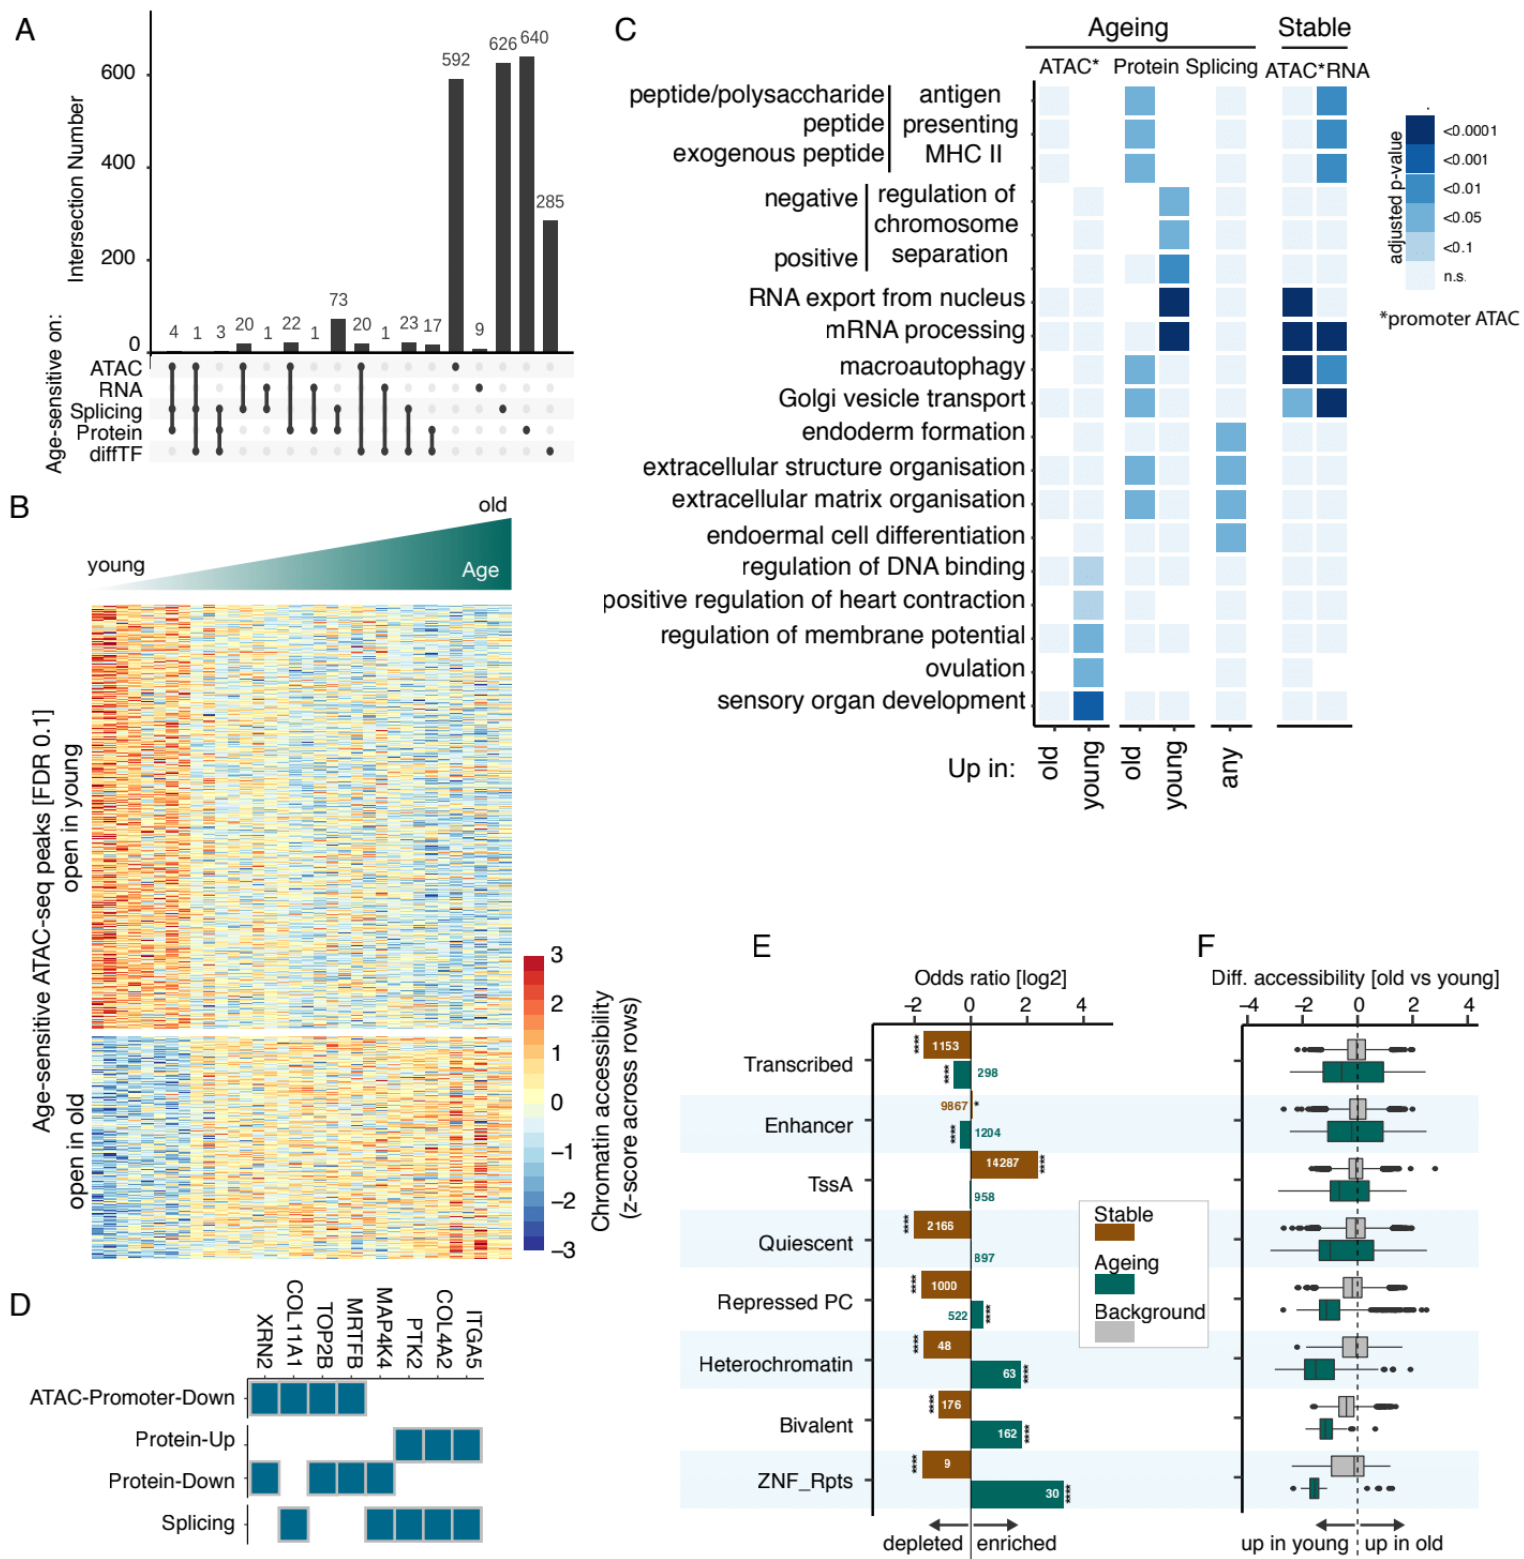 A
Intersection Number
600
400
200
0
4
1
3
20
1
22
1
73
20
1
23
17
592
9
626
640
285
Age-sensitive on:
ATAC
RNA
Splicing
Protein
diffTF
B
young
old
Age
Age-sensitive ATAC-seq peaks [FDR 0.1]
open in young
open in old
3
2
1
0
−1
−2
−3
Chromatin accessibility
(z-score across rows)
C
Ageing
Stable
ATAC*
Protein
Splicing
ATAC*
RNA
peptide/polysaccharide
peptide
exogenous peptide
antigen
presenting
MHC II
negative
positive
regulation of
chromosome
separation
RNA export from nucleus
mRNA processing
macroautophagy
Golgi vesicle transport
endoderm formation
extracellular structure organisation
extracellular matrix organisation
endoermal cell differentiation
regulation of DNA binding
positive regulation of heart contraction
regulation of membrane potential
ovulation
sensory organ development
Up in:
old
young
old
young
any
adjusted p-value
<0.0001
<0.001
<0.01
<0.05
<0.1
n.s.
*promoter ATAC
D
XRN2
COL11A1
TOP2B
MRTFB
MAP4K4
PTK2
COL4A2
ITGA5
ATAC-Promoter-Down
Protein-Up
Protein-Down
Splicing
E
Odds ratio [log2]
−2
0
2
4
Transcribed
1153
****
298
****
Enhancer
9867
*
1204
****
TssA
14287
****
958
Quiescent
2166
****
897
Repressed PC
1000
****
522
****
Heterochromatin
48
****
63
****
Bivalent
176
****
162
****
ZNF_Rpts
9
****
30
****
depleted
enriched
Stable
Ageing
Background
F
Diff. accessibility [old vs young]
−4
−2
0
2
4
up in young
up in old